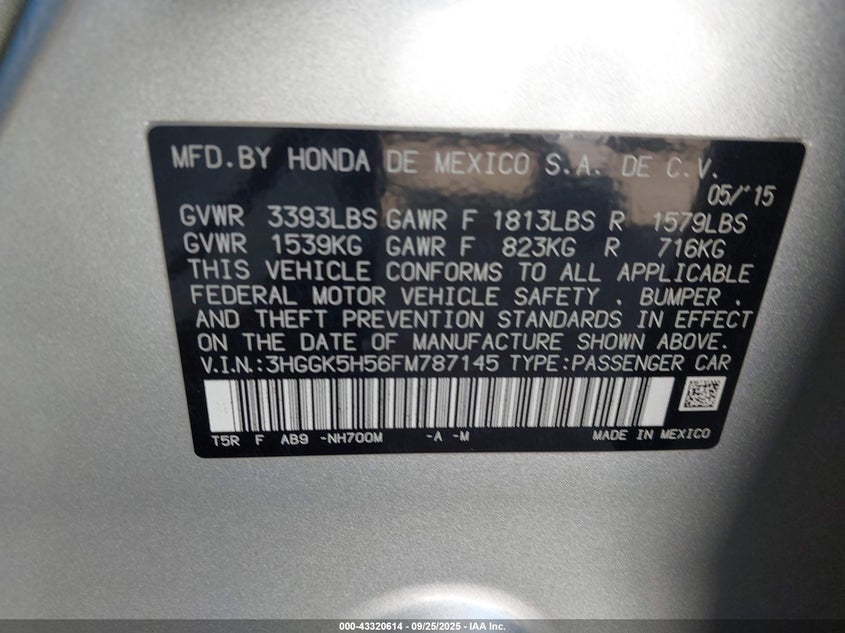 MFD.BY HONDA DE MEXICO S.A. DE C.V.
05/'15
GVWR 3393LBS GAWR F 1813LBS R 1579LBS
GVWR 1539KG GAWR F 823KG R 716KG
THIS VEHICLE CONFORMS TO ALL APPLICABLE
FEDERAL MOTOR VEHICLE SAFETY , BUMPER ,
AND THEFT PREVENTION STANDARDS IN EFFECT
ON THE DATE OF MANUFACTURE SHOWN ABOVE.
V.I.N.:3HGGK5H56FM787145 TYPE:PASSENGER CAR
T5R F AB9 -NH700M -A -M MADE IN MEXICO
000-43320614 - 09/25/2025 - IAA Inc.